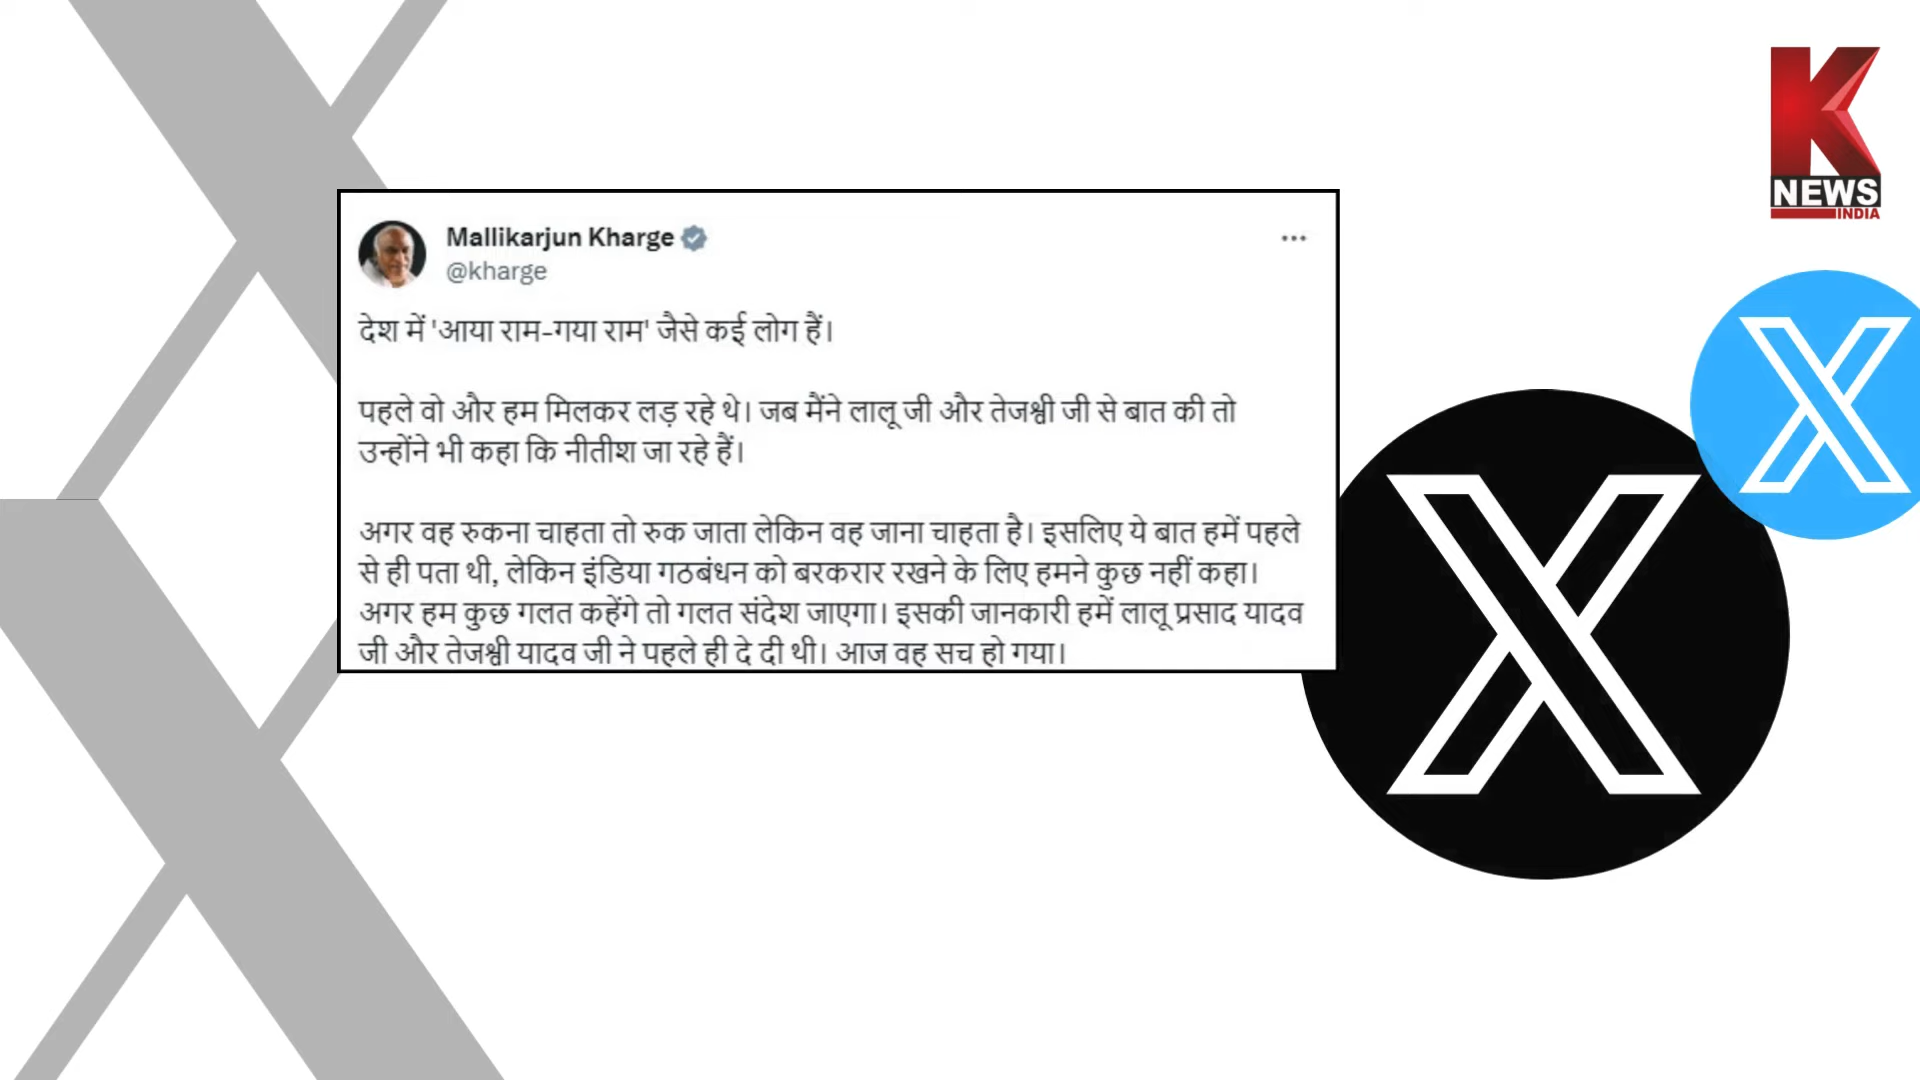 K
NEWS
INDIA
Mallikarjun Kharge
@kharge
देश में 'आया राम-गया राम' जैसे कई लोग हैं।
पहले वो और हम मिलकर लड़ रहे थे। जब मैंने लालू जी और तेजश्वी जी से बात की तो
उन्होंने भी कहा कि नीतीश जा रहे हैं।
अगर वह रुकना चाहता तो रुक जाता लेकिन वह जाना चाहता है। इसलिए ये बात हमें पहले
से ही पता थी, लेकिन इंडिया गठबंधन को बरकरार रखने के लिए हमने कुछ नहीं कहा।
अगर हम कुछ गलत कहेंगे तो गलत संदेश जाएगा। इसकी जानकारी हमें लालू प्रसाद यादव
जी और तेजश्वी यादव जी ने पहले ही दे दी थी। आज वह सच हो गया।